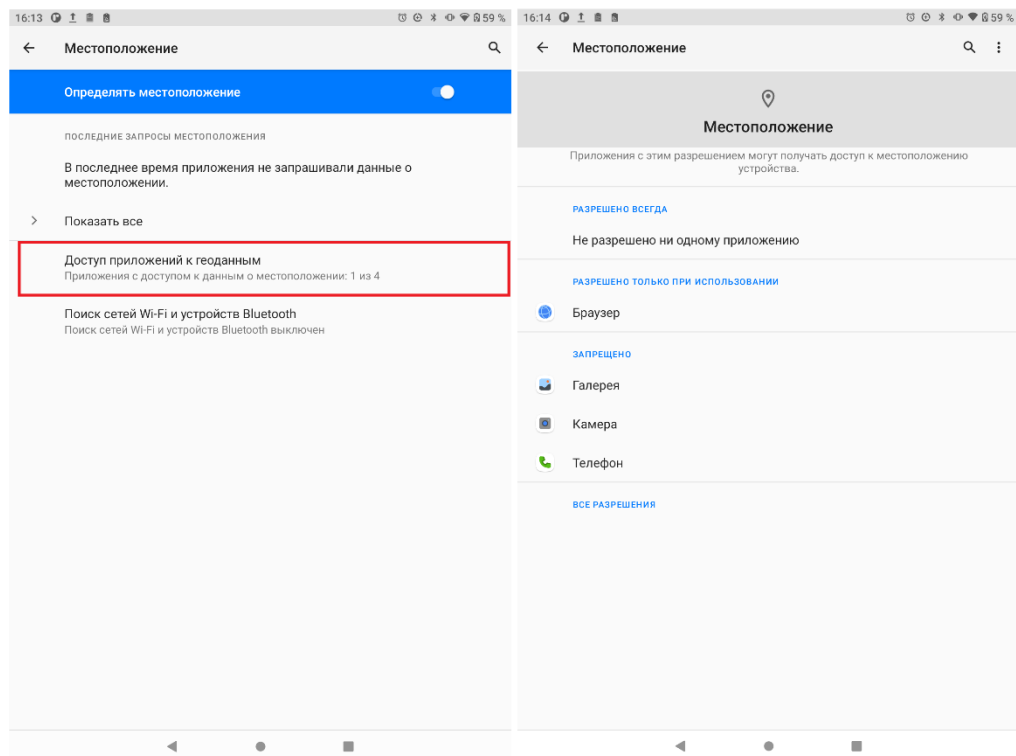 16:13
59 %
Местоположение
Определять местоположение
ПОСЛЕДНИЕ ЗАПРОСЫ МЕСТОПОЛОЖЕНИЯ
В последнее время приложения не запрашивали данные о
местоположении.
Показать все
Доступ приложений к геоданным
Приложения с доступом к данным о местоположении: 1 из 4
Поиск сетей Wi-Fi и устройств Bluetooth
Поиск сетей Wi-Fi и устройств Bluetooth выключен
16:14
59 %
Местоположение
Местоположение
Приложения с этим разрешением могут получать доступ к местоположению
устройства.
РАЗРЕШЕНО ВСЕГДА
Не разрешено ни одному приложению
РАЗРЕШЕНО ТОЛЬКО ПРИ ИСПОЛЬЗОВАНИИ
Браузер
ЗАПРЕЩЕНО
Галерея
Камера
Телефон
ВСЕ РАЗРЕШЕНИЯ